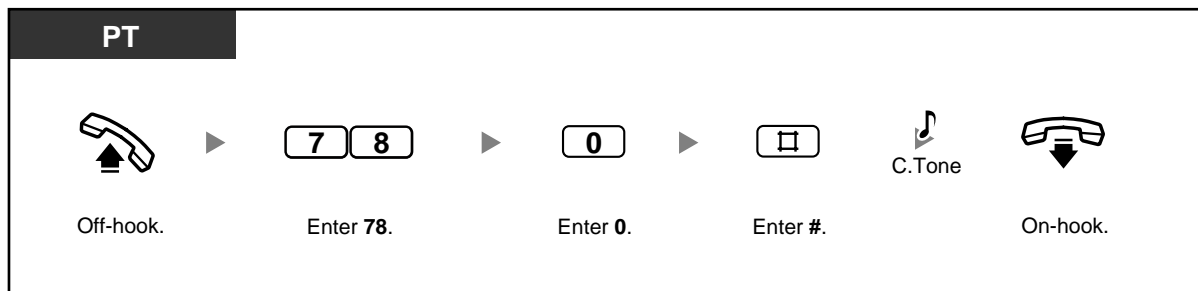 PT
7 8 0 #
C.Tone
Off-hook. Enter 78. Enter 0. Enter #. On-hook.